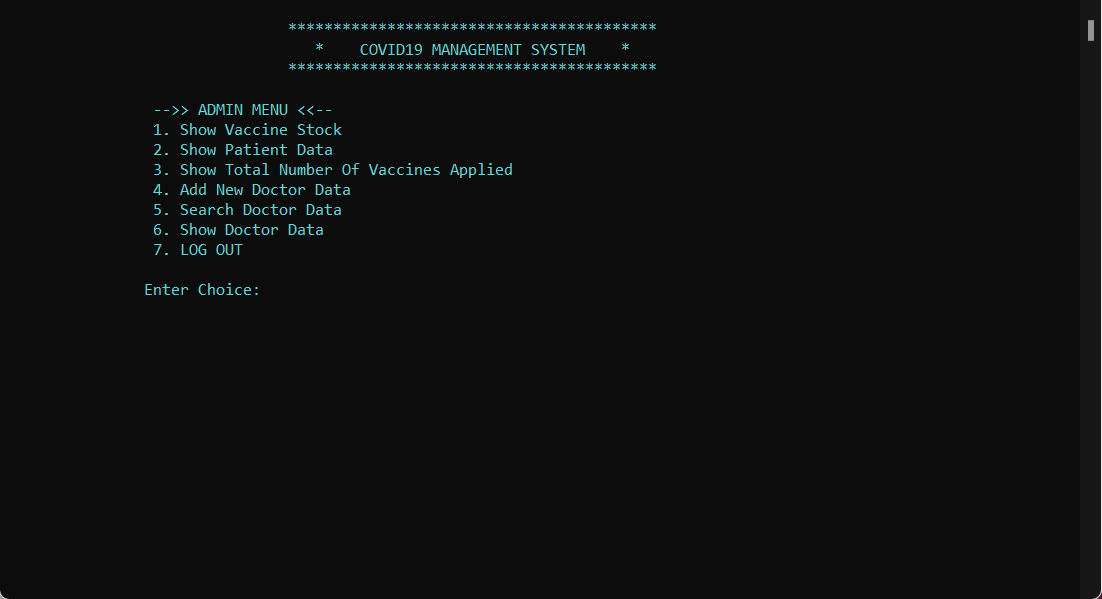 *****************************************
* COVID19 MANAGEMENT SYSTEM *
*****************************************
-->> ADMIN MENU <<--
1. Show Vaccine Stock
2. Show Patient Data
3. Show Total Number Of Vaccines Applied
4. Add New Doctor Data
5. Search Doctor Data
6. Show Doctor Data
7. LOG OUT
Enter Choice: